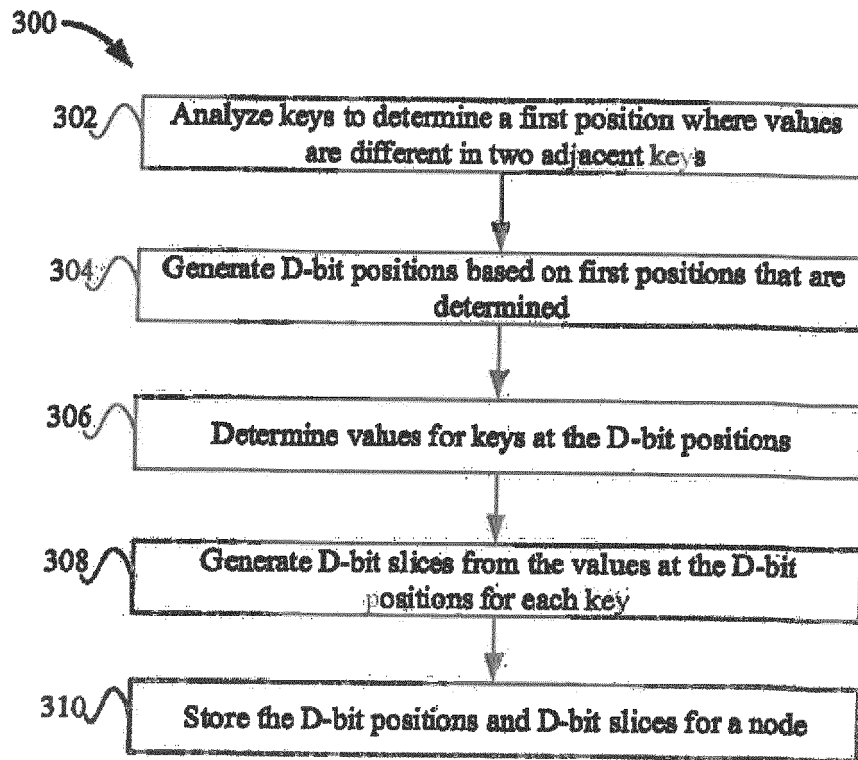 300
302
Analyze keys to determine a first position where values
are different in two adjacent keys
304
Generate D-bit positions based on first positions that are
determined
306
Determine values for keys at the D-bit positions
308
Generate D-bit slices from the values at the D-bit
positions for each key
310
Store the D-bit positions and D-bit slices for a node